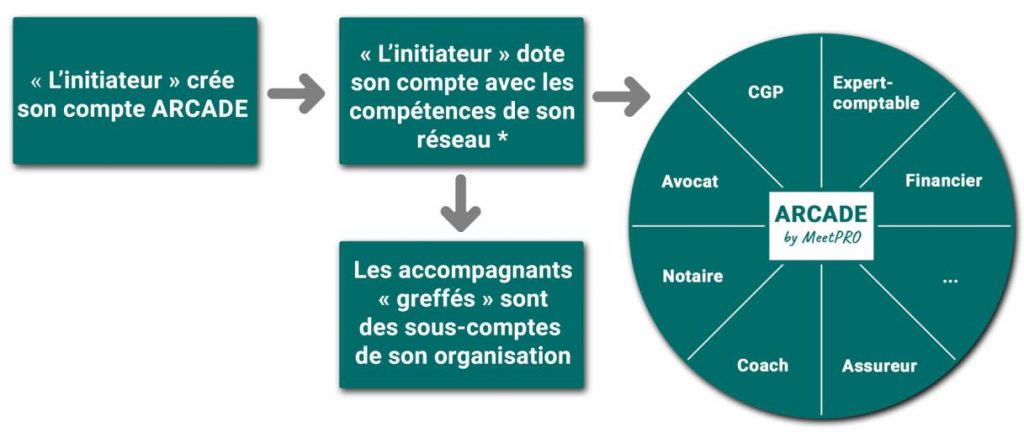 « L'initiateur » crée
son compte ARCADE
« L'initiateur » dote
son compte avec les
compétences de son
réseau *
Les accompagnants
« greffés » sont
des sous-comptes
de son organisation
CGP
Expert-
comptable
Avocat
Financier
ARCADE
by MeetPRO
Notaire
...
Coach
Assureur